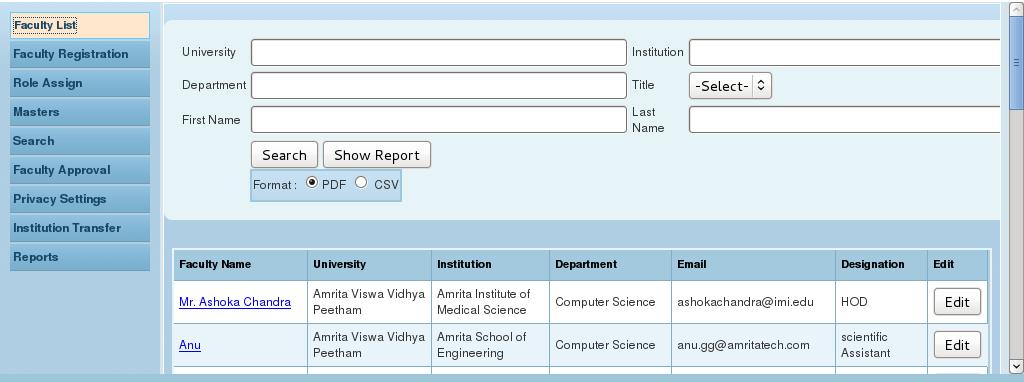 Faculty List
Faculty Registration
Role Assign
Masters
Search
Faculty Approval
Privacy Settings
Institution Transfer
Reports
University
Institution
Department
Title
-Select-
First Name
Last
Name
Search
Show Report
Format :
PDF
CSV
Faculty Name University Institution Department Email Designation Edit
Mr. Ashoka Chandra
Amrita Viswa Vidhya
Peetham
Amrita Institute of
Medical Science
Computer Science
ashokachandra@imi.edu
HOD
Edit
Anu
Amrita Viswa Vidhya
Peetham
Amrita School of
Engineering
Computer Science
anu.gg@amritatech.com
scientific
Assistant
Edit